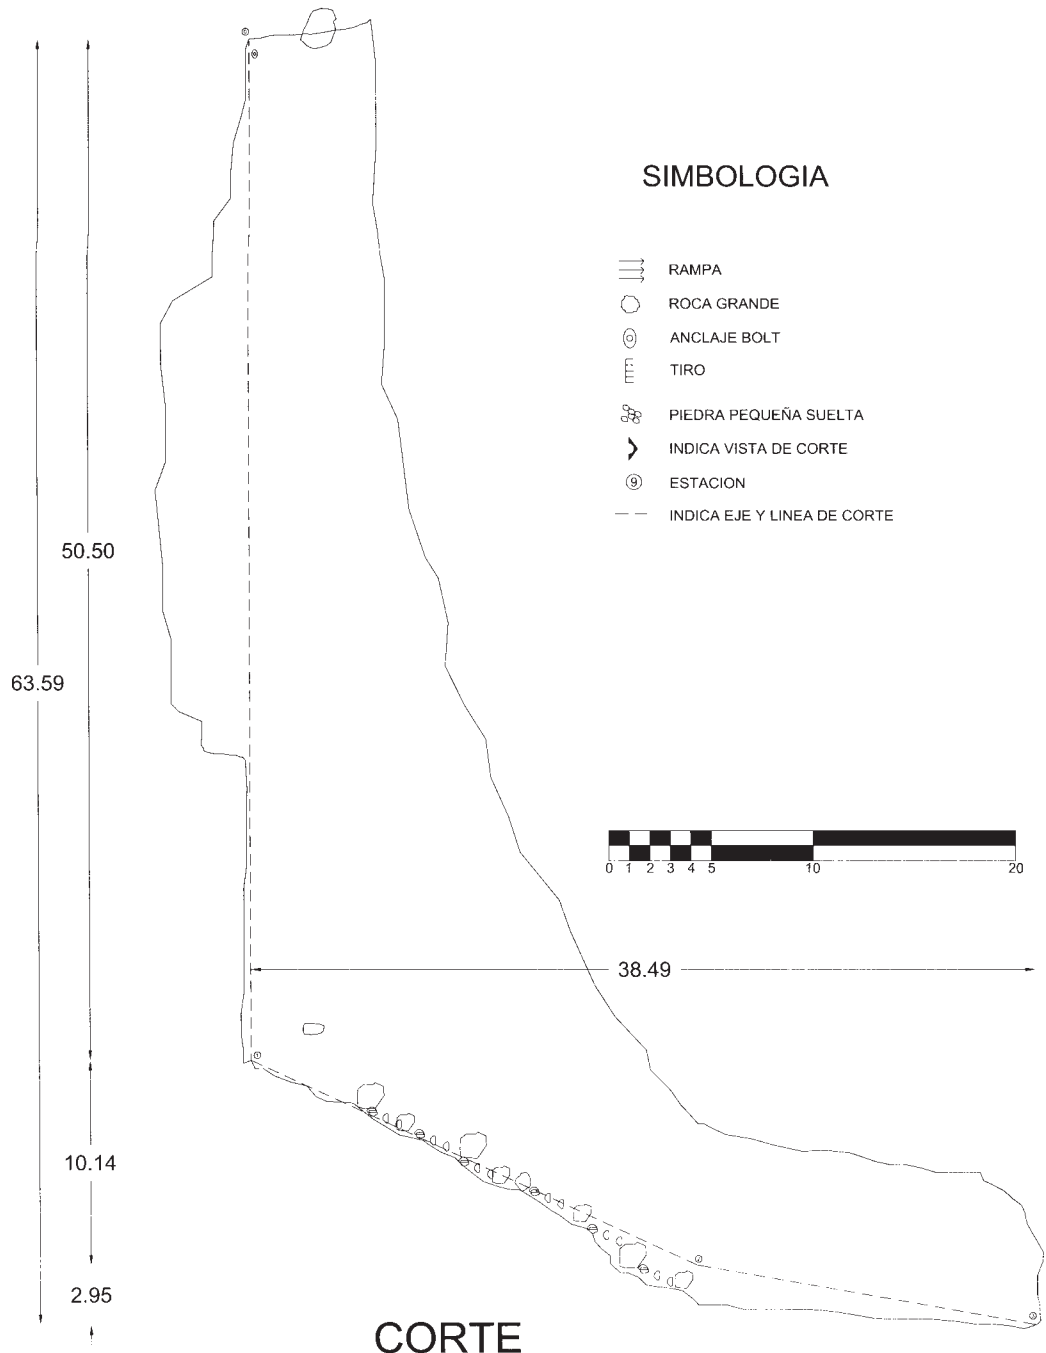 SIMBOLOGIA
RAMPA
ROCA GRANDE
ANCLAJE BOLT
TIRO
PIEDRA PEQUEÑA SUELTA
INDICA VISTA DE CORTE
9 ESTACION
INDICA EJE Y LINEA DE CORTE
50.50
63.59
0 1 2 3 4 5 10 20
38.49
10.14
2.95
CORTE